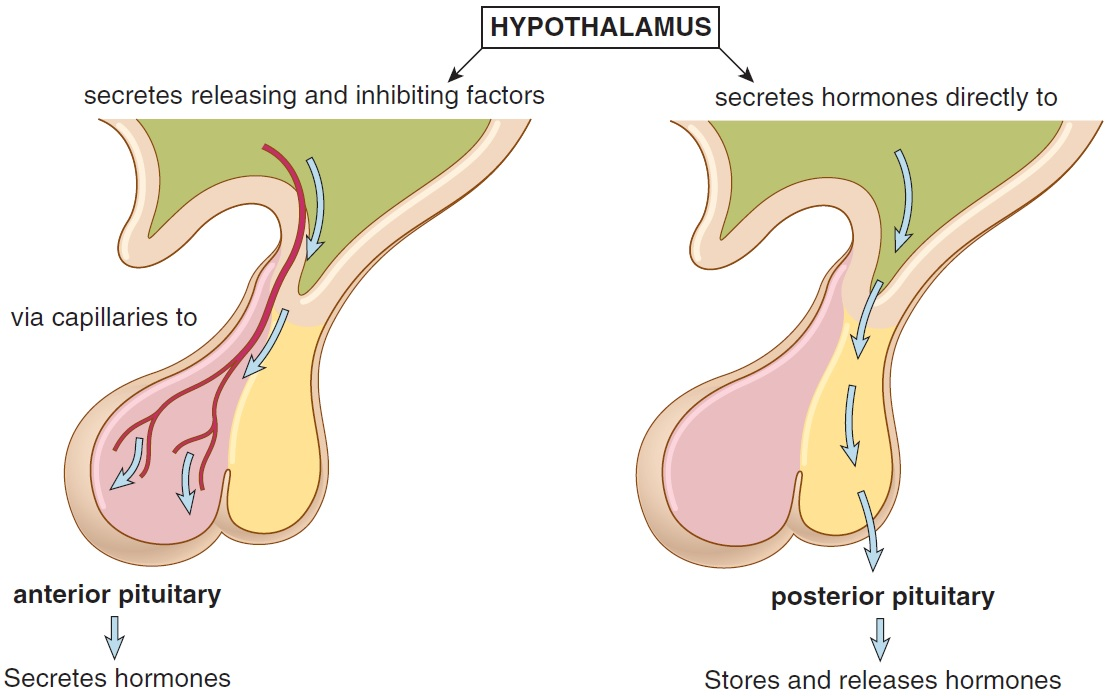 HYPOTHALAMUS
secretes releasing and inhibiting factors
secretes hormones directly to
via capillaries to
anterior pituitary
posterior pituitary
Secretes hormones
Stores and releases hormones